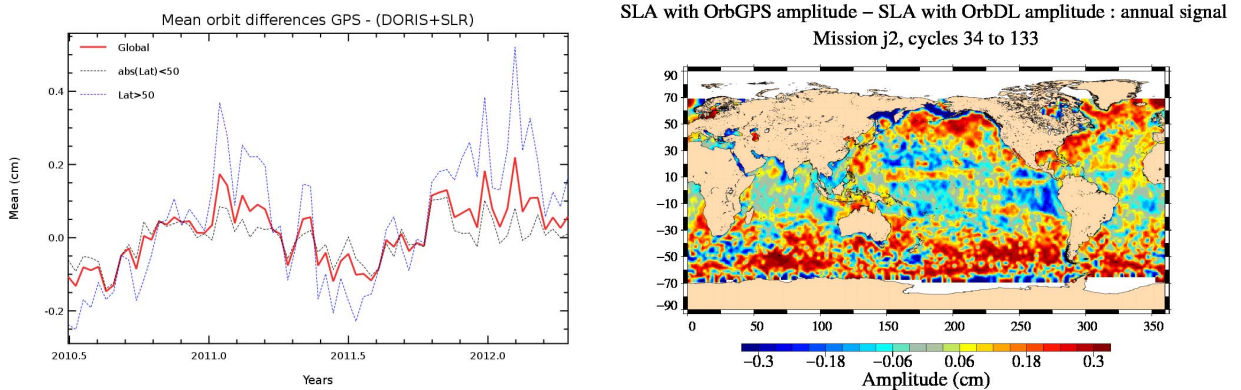 Mean orbit differences GPS - (DORIS+SLR)
Global
abs(Lat)<50
Lat>50
Mean (cm)
0.4
0.2
0.0
-0.2
2010.5 2011.0 2011.5 2012.0
Years
SLA with OrbGPS amplitude − SLA with OrbDL amplitude : annual signal
Mission j2, cycles 34 to 133
90
70
50
30
10
−10
−30
−50
−70
−90
0 50 100 150 200 250 300 350
−0.3 −0.18 −0.06 0.06 0.18 0.3
Amplitude (cm)